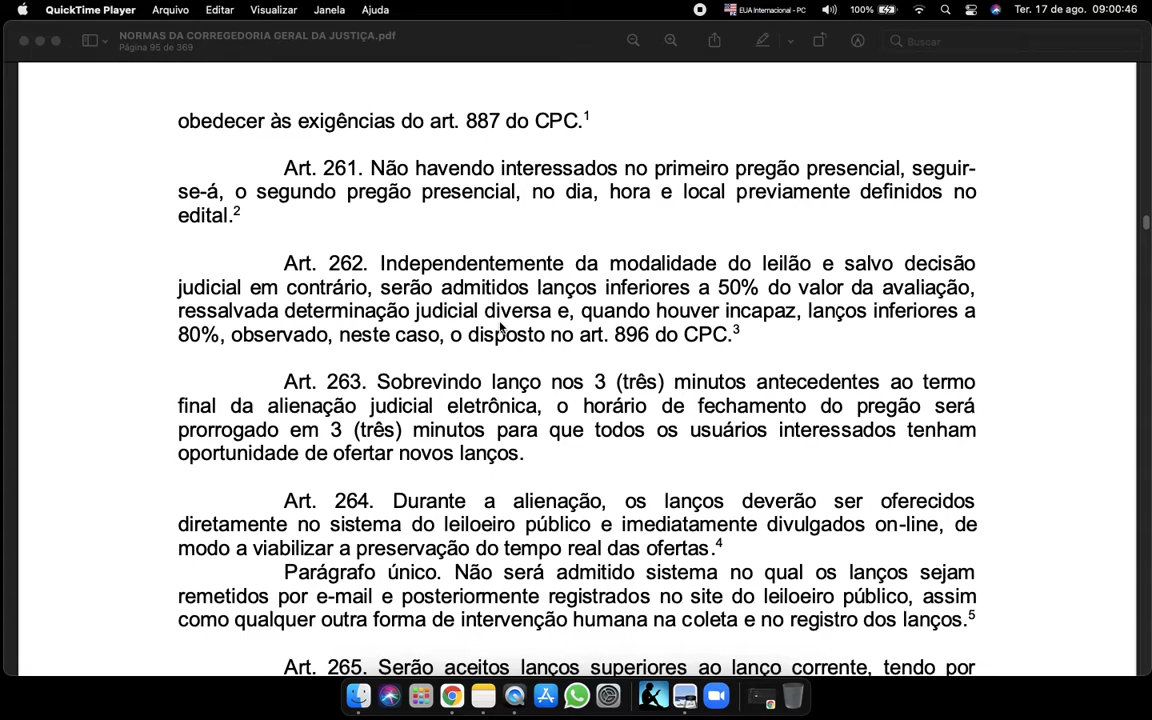 QuickTime Player Arquivo Editar Visualizar Janela Ajuda EUA Internacional - PC 100% Ter. 17 de ago. 09:00:46
NORMAS DA CORREGEDORIA GERAL DA JUSTIÇA.pdf
Página 95 de 369
Buscar
obedecer às exigências do art. 887 do CPC.¹
Art. 261. Não havendo interessados no primeiro pregão presencial, seguir-
se-á, o segundo pregão presencial, no dia, hora e local previamente definidos no
edital.²
Art. 262. Independentemente da modalidade do leilão e salvo decisão
judicial em contrário, serão admitidos lanços inferiores a 50% do valor da avaliação,
ressalvada determinação judicial diversa e, quando houver incapaz, lanços inferiores a
80%, observado, neste caso, o disposto no art. 896 do CPC.³
Art. 263. Sobrevindo lanço nos 3 (três) minutos antecedentes ao termo
final da alienação judicial eletrônica, o horário de fechamento do pregão será
prorrogado em 3 (três) minutos para que todos os usuários interessados tenham
oportunidade de ofertar novos lanços.
Art. 264. Durante a alienação, os lanços deverão ser oferecidos
diretamente no sistema do leiloeiro público e imediatamente divulgados on-line, de
modo a viabilizar a preservação do tempo real das ofertas.⁴
Parágrafo único. Não será admitido sistema no qual os lanços sejam
remetidos por e-mail e posteriormente registrados no site do leiloeiro público, assim
como qualquer outra forma de intervenção humana na coleta e no registro dos lanços.⁵
Art. 265. Serão aceitos lanços superiores ao lanço corrente, tendo por